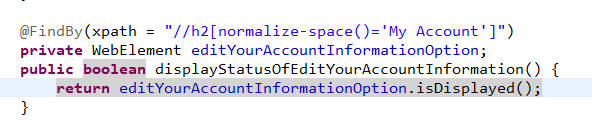 @FindBy(xpath = "//h2[normalize-space()='My Account']")
private WebElement editYourAccountInformationOption;
public boolean displayStatusOfEditYourAccountInformation() {
return editYourAccountInformationOption.isDisplayed();
}